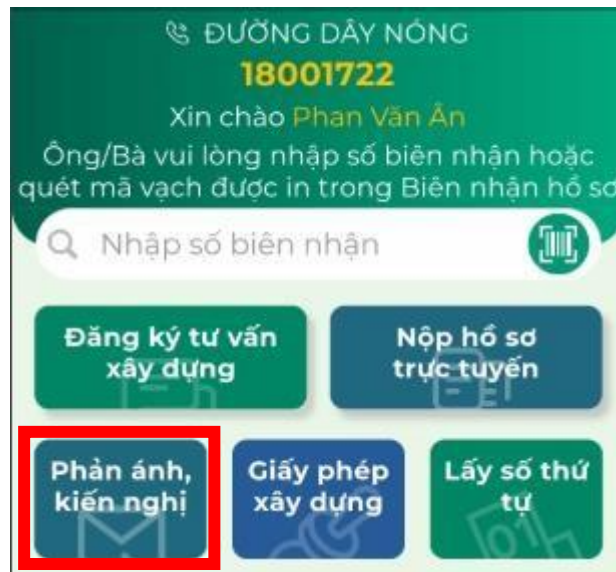 ĐƯỜNG DÂY NÓNG
18001722
Xin chào Phan Văn Ân
Ông/Bà vui lòng nhập số biên nhận hoặc
quét mã vạch được in trong Biên nhận hồ sơ
Nhập số biên nhận
Đăng ký tư vấn
xây dựng
Nộp hồ sơ
trực tuyến
Phản ánh,
kiến nghị
Giấy phép
xây dựng
Lấy số thứ
tự
01